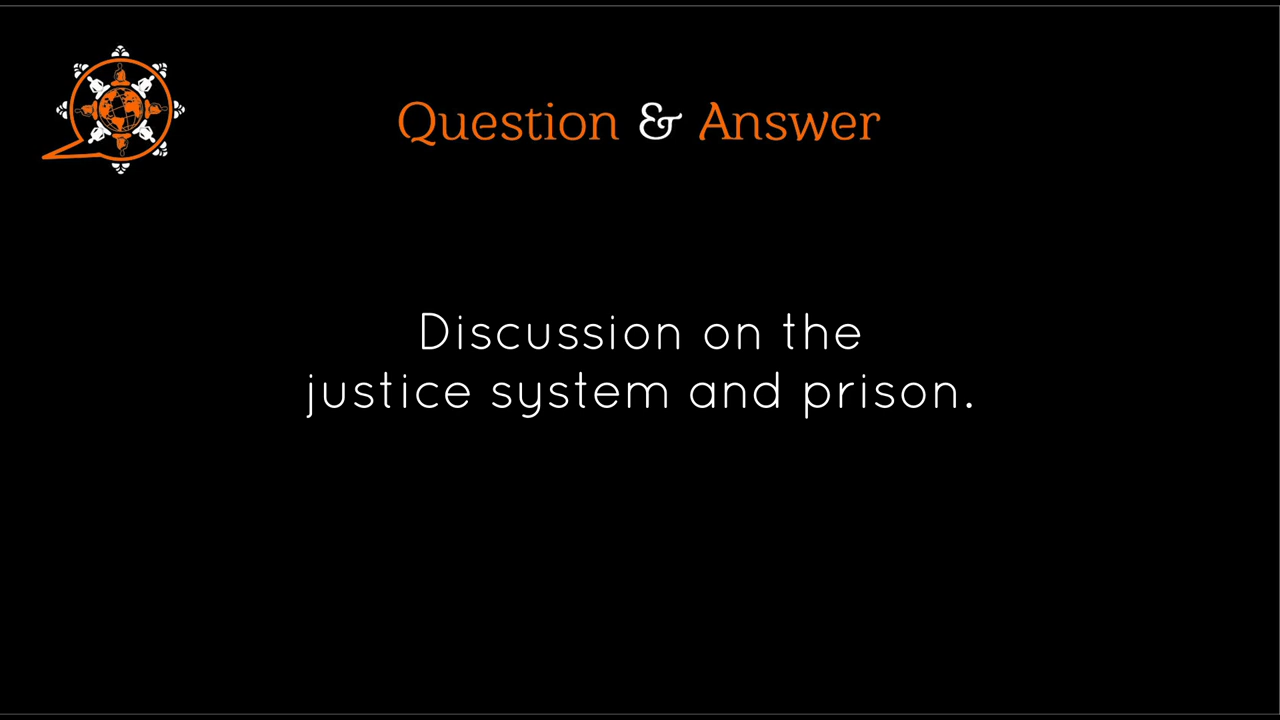 Question & Answer
Discussion on the
justice system and prison.